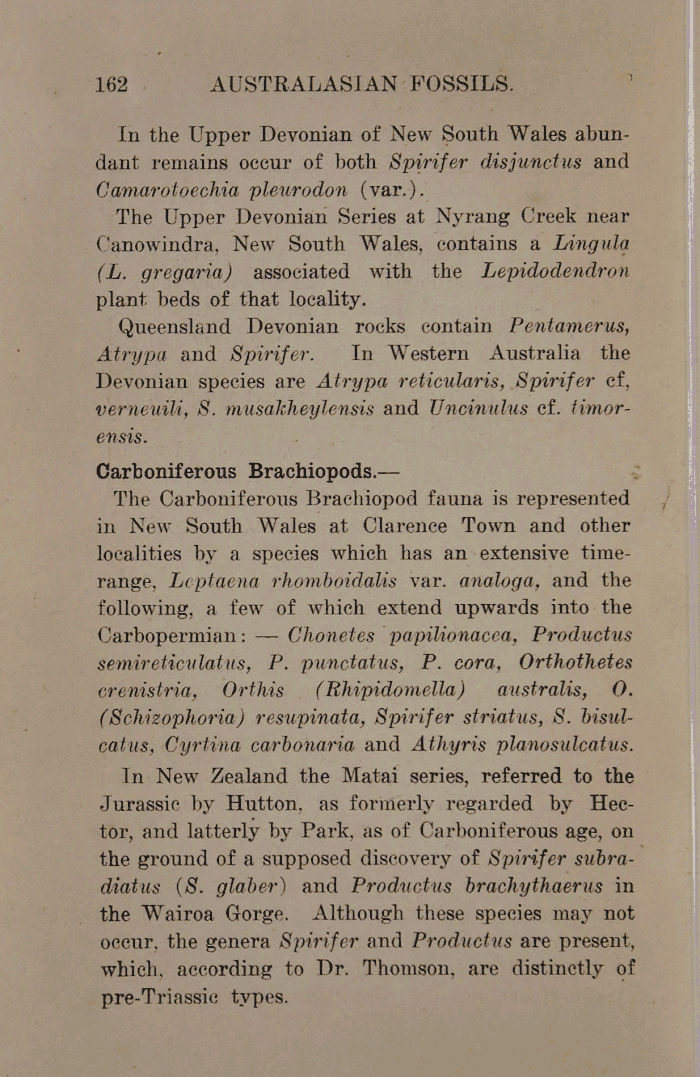 162 AUSTRALASIAN FOSSILS.
In the Upper Devonian of New South Wales abun-
dant remains occur of both Spirifer disjunctus and
Camarotoechia pleurodon (var.).
The Upper Devonian Series at Nyrang Creek near
Canowindra, New South Wales, contains a Lingula
(L. gregaria) associated with the Lepidodendron
plant beds of that locality.
Queensland Devonian rocks contain Pentamerus,
Atrypa and Spirifer. In Western Australia the
Devonian species are Atrypa reticularis, Spirifer cf,
verneuili, S. musakheylensis and Uncinulus cf. timor-
ensis.
Carboniferous Brachiopods.—
The Carboniferous Brachiopod fauna is represented
in New South Wales at Clarence Town and other
localities by a species which has an extensive time-
range, Leptaena rhomboidalis var. analoga, and the
following, a few of which extend upwards into the
Carbopermian: — Chonetes papilionacea, Productus
semireticulatus, P. punctatus, P. cora, Orthothetes
crenistria, Orthis (Rhipidomella) australis, O.
(Schizophoria) resupinata, Spirifer striatus, S. bisul-
catus, Cyrtina carbonaria and Athyris planosulcatus.
In New Zealand the Matai series, referred to the
Jurassic by Hutton, as formerly regarded by Hec-
tor, and latterly by Park, as of Carboniferous age, on
the ground of a supposed discovery of Spirifer subra-
diatus (S. glaber) and Productus brachythaerus in
the Wairoa Gorge. Although these species may not
occur, the genera Spirifer and Productus are present,
which, according to Dr. Thomson, are distinctly of
pre-Triassic types.